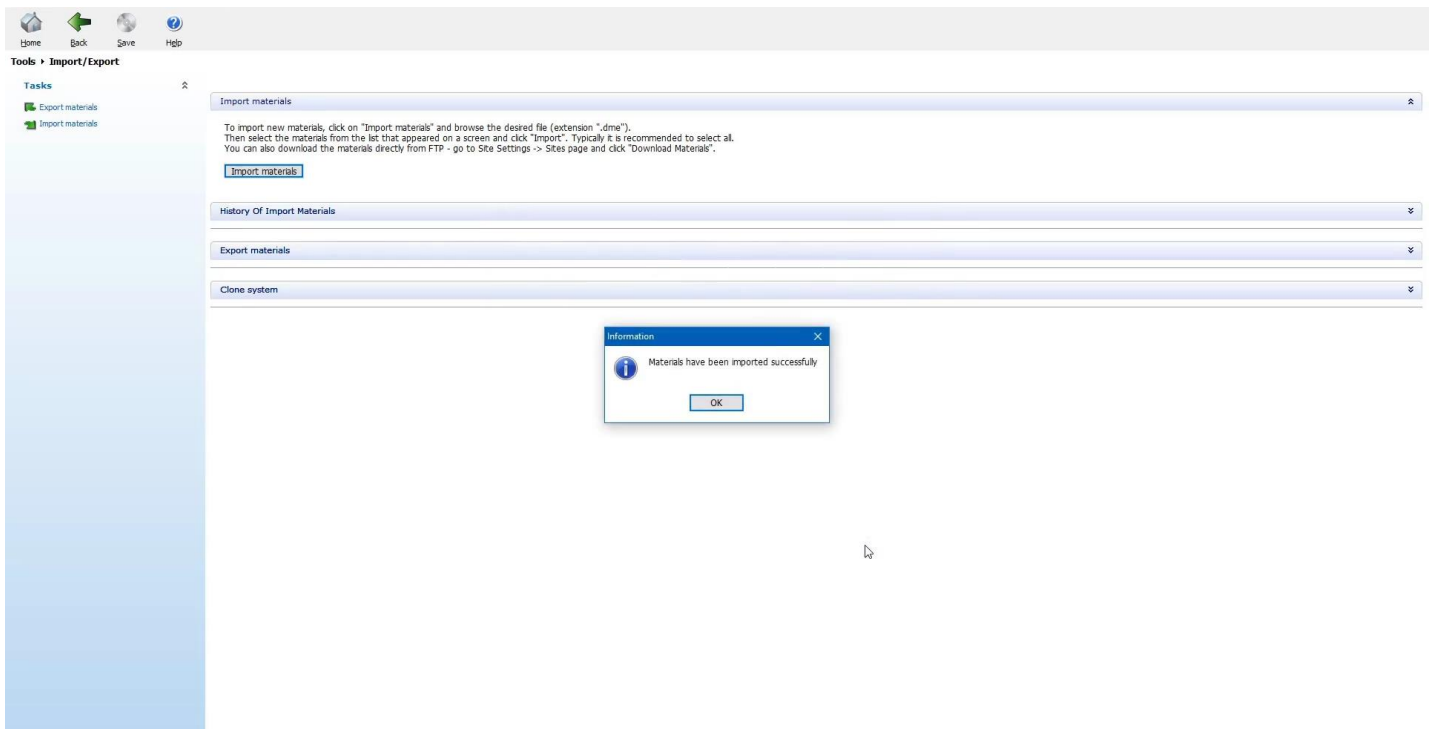 Home Back Save Help
Tools › Import/Export
Tasks
Export materials
Import materials
Import materials
To import new materials, click on "Import materials" and browse the desired file (extension ".dme").
Then select the materials from the list that appeared on a screen and click "Import". Typically it is recommended to select all.
You can also download the materials directly from FTP - go to Site Settings -> Sites page and click "Download Materials".
Import materials
History Of Import Materials
Export materials
Clone system
Information
Materials have been imported successfully
OK